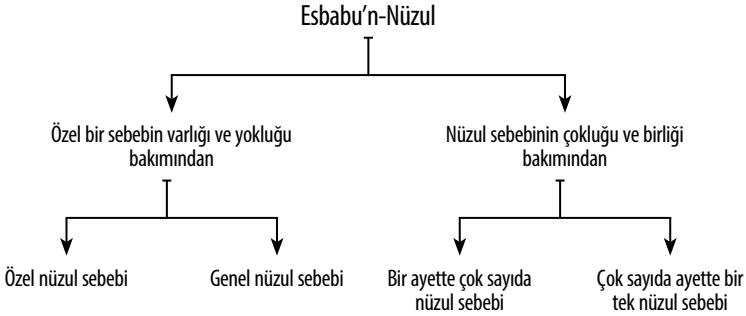 Esbabu’n-Nüzul
Özel bir sebebin varlığı ve yokluğu
bakımından
Nüzul sebebinin çokluğu ve birliği
bakımından
Özel nüzul sebebi
Genel nüzul sebebi
Bir ayette çok sayıda
nüzul sebebi
Çok sayıda ayette bir
tek nüzul sebebi